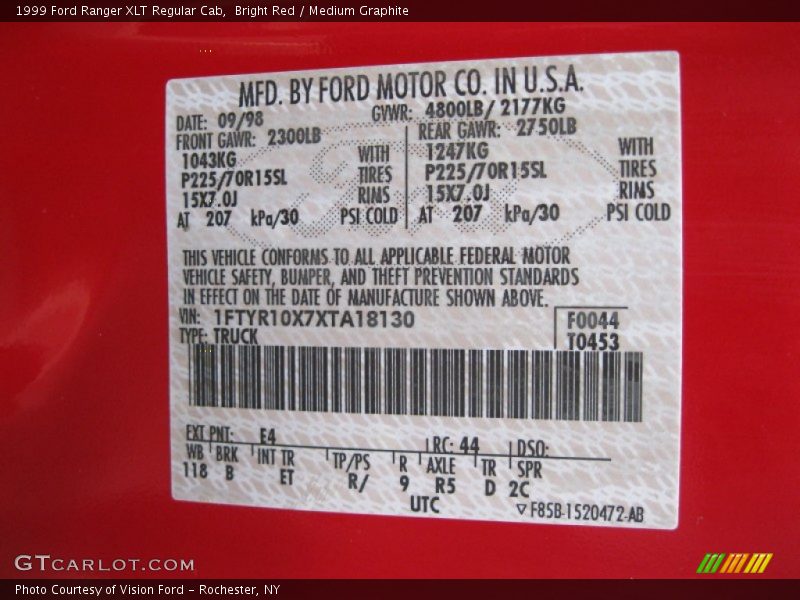 1999 Ford Ranger XLT Regular Cab,  Bright Red / Medium Graphite
MFD. BY FORD MOTOR CO. IN U.S.A.
DATE: 09/98 GVWR: 4800LB/ 2177KG
FRONT GAWR: 2300LB REAR GAWR: 2750LB
1043KG WITH 1247KG WITH
P225/70R15SL TIRES P225/70R15SL TIRES
15X7.0J RIMS 15X7.0J RIMS
AT 207 kPa/30 PSI COLD AT 207 kPa/30 PSI COLD
THIS VEHICLE CONFORMS TO ALL APPLICABLE FEDERAL MOTOR
VEHICLE SAFETY, BUMPER, AND THEFT PREVENTION STANDARDS
IN EFFECT ON THE DATE OF MANUFACTURE SHOWN ABOVE.
VIN: 1FTYR10X7XTA18130 F0044
TYPE: TRUCK T0453
EXT PNT: E4 RC: 44 DSO:
WB BRK INT TR TP/PS R AXLE TR SPR
118 B ET R/ 9 R5 D 2C
UTC ▽ F85B-1520472-AB
GTCARLOT.COM
Photo Courtesy of Vision Ford - Rochester, NY